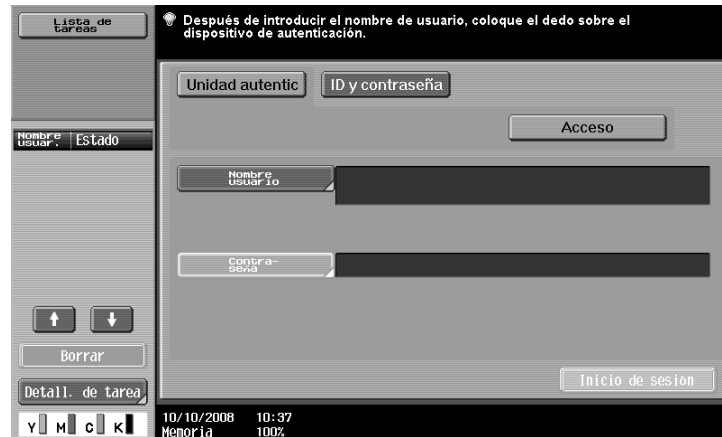 Lista de
tareas
Después de introducir el nombre de usuario, coloque el dedo sobre el
dispositivo de autenticación.
Unidad autentic
ID y contraseña
Acceso
Nombre
usuar.
Estado
Nombre
usuario
Contra-
seña
Borrar
Inicio de sesión
Detall. de tarea
Y M C K
10/10/2008 10:37
Memoria 100%